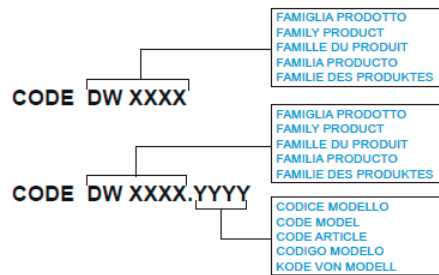 FAMIGLIA PRODOTTO
FAMILY PRODUCT
FAMILLE DU PRODUIT
FAMILIA PRODUCTO
FAMILIE DES PRODUKTES
CODE DW XXXX
FAMIGLIA PRODOTTO
FAMILY PRODUCT
FAMILLE DU PRODUIT
FAMILIA PRODUCTO
FAMILIE DES PRODUKTES
CODE DW XXXX.YYYY
CODICE MODELLO
CODE MODEL
CODE ARTICLE
CODIGO MODELO
KODE VON MODELL